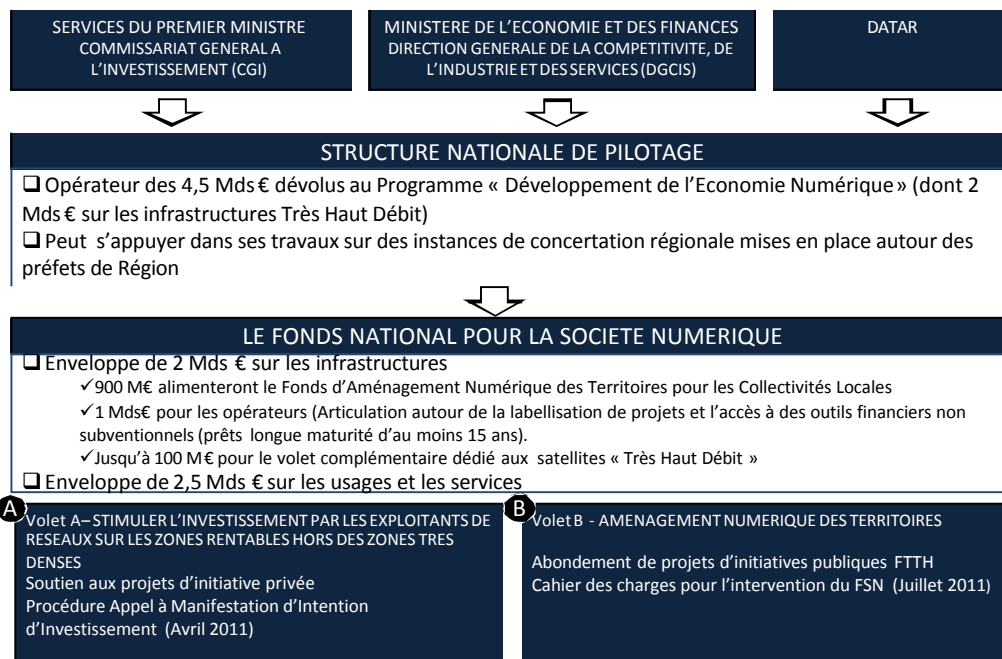 SERVICES DU PREMIER MINISTRE
COMMISSARIAT GENERAL A
L'INVESTISSEMENT (CGI)
MINISTERE DE L'ECONOMIE ET DES FINANCES
DIRECTION GENERALE DE LA COMPETITIVITE, DE
L'INDUSTRIE ET DES SERVICES (DGCIS)
DATAR
STRUCTURE NATIONALE DE PILOTAGE
❑ Opérateur des 4,5 Mds € dévolus au Programme « Développement de l'Economie Numérique » (dont 2
Mds € sur les infrastructures Très Haut Débit)
❑ Peut s'appuyer dans ses travaux sur des instances de concertation régionale mises en place autour des
préfets de Région
LE FONDS NATIONAL POUR LA SOCIETE NUMERIQUE
❑ Enveloppe de 2 Mds € sur les infrastructures
✓900 M€ alimenteront le Fonds d'Aménagement Numérique des Territoires pour les Collectivités Locales
✓1 Mds€ pour les opérateurs (Articulation autour de la labellisation de projets et l'accès à des outils financiers non
subventionnels (prêts longue maturité d'au moins 15 ans).
✓Jusqu'à 100 M€ pour le volet complémentaire dédié aux satellites « Très Haut Débit »
❑ Enveloppe de 2,5 Mds € sur les usages et les services
A
Volet A– STIMULER L'INVESTISSEMENT PAR LES EXPLOITANTS DE
RESEAUX SUR LES ZONES RENTABLES HORS DES ZONES TRES
DENSES
Soutien aux projets d'initiative privée
Procédure Appel à Manifestation d'Intention
d'Investissement (Avril 2011)
B
Volet B - AMENAGEMENT NUMERIQUE DES TERRITOIRES
Abondement de projets d'initiatives publiques FTTH
Cahier des charges pour l'intervention du FSN (Juillet 2011)